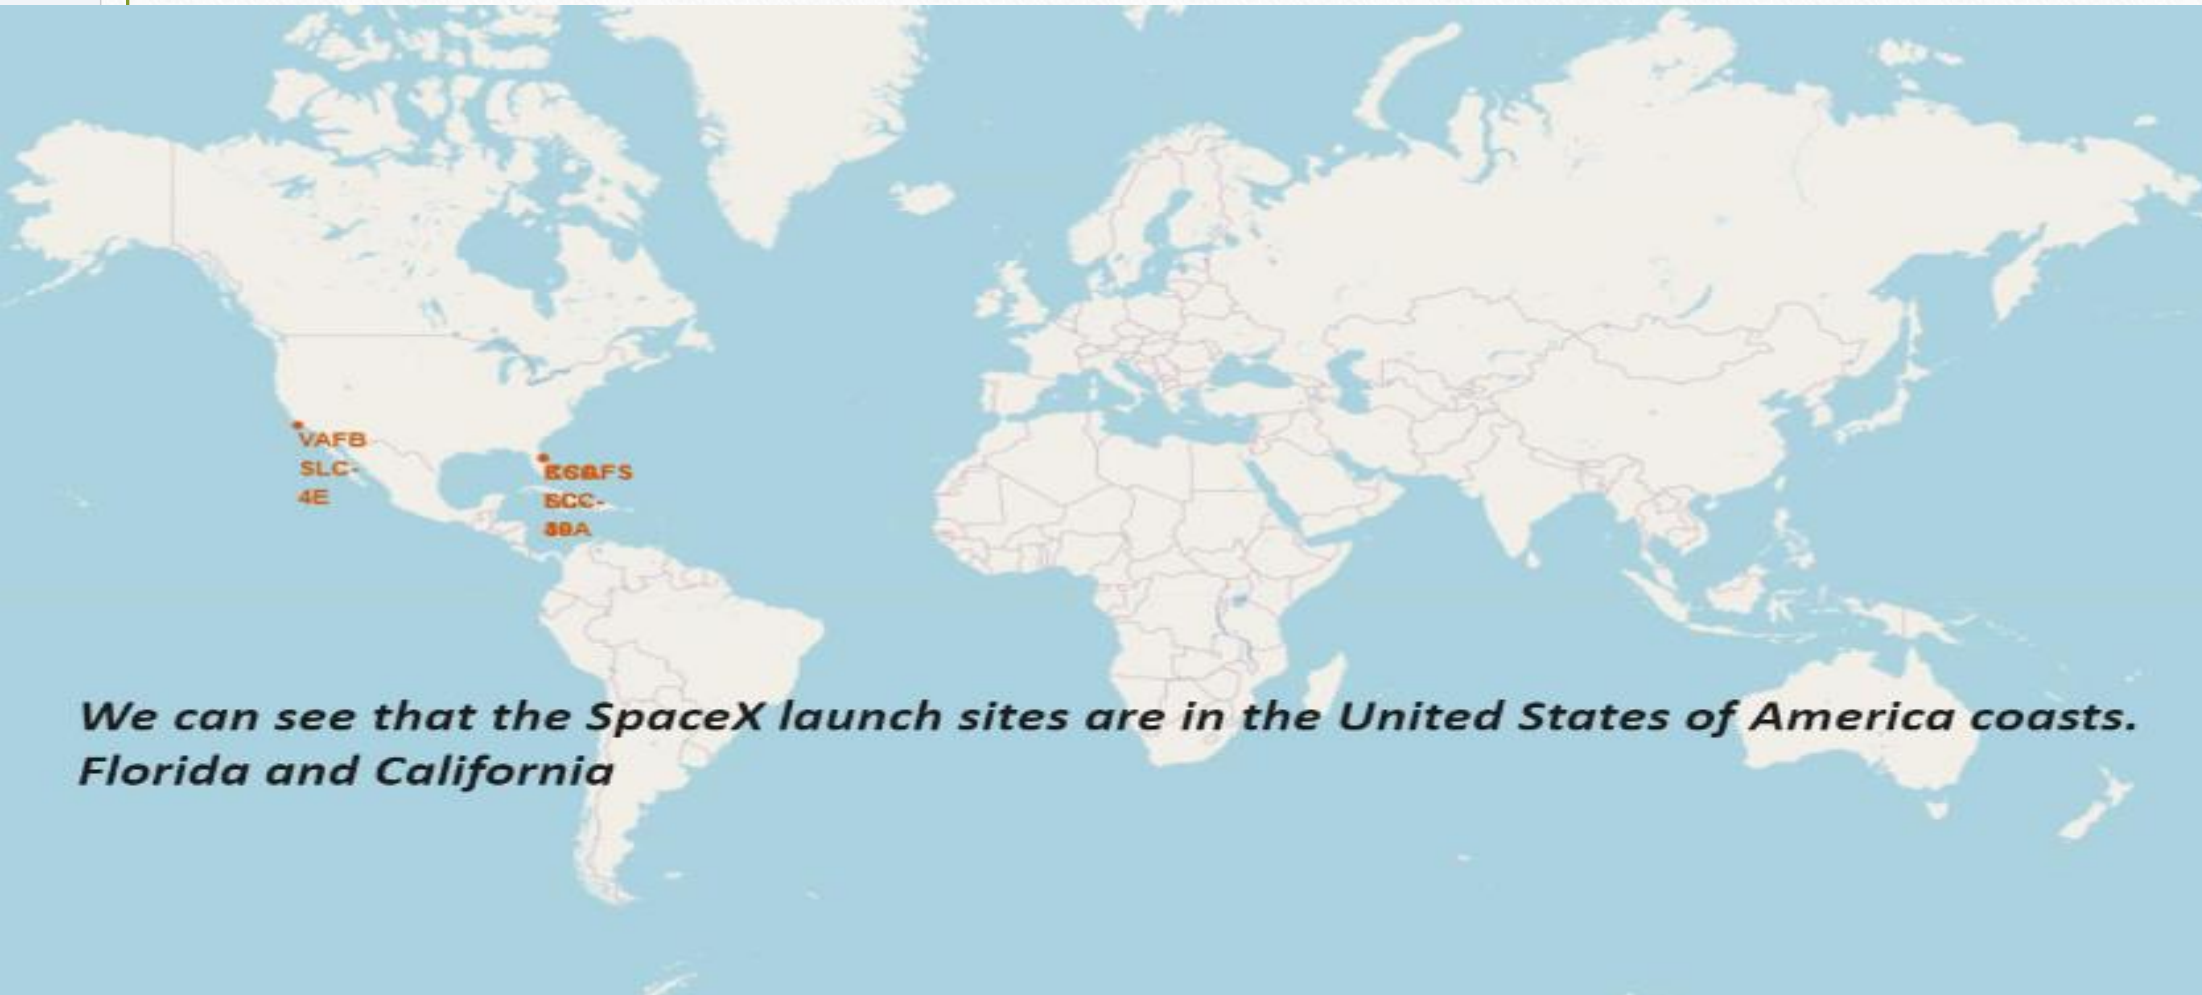 VAFB
SLC-
4E
We can see that the SpaceX launch sites are in the United States of America coasts.
Florida and California